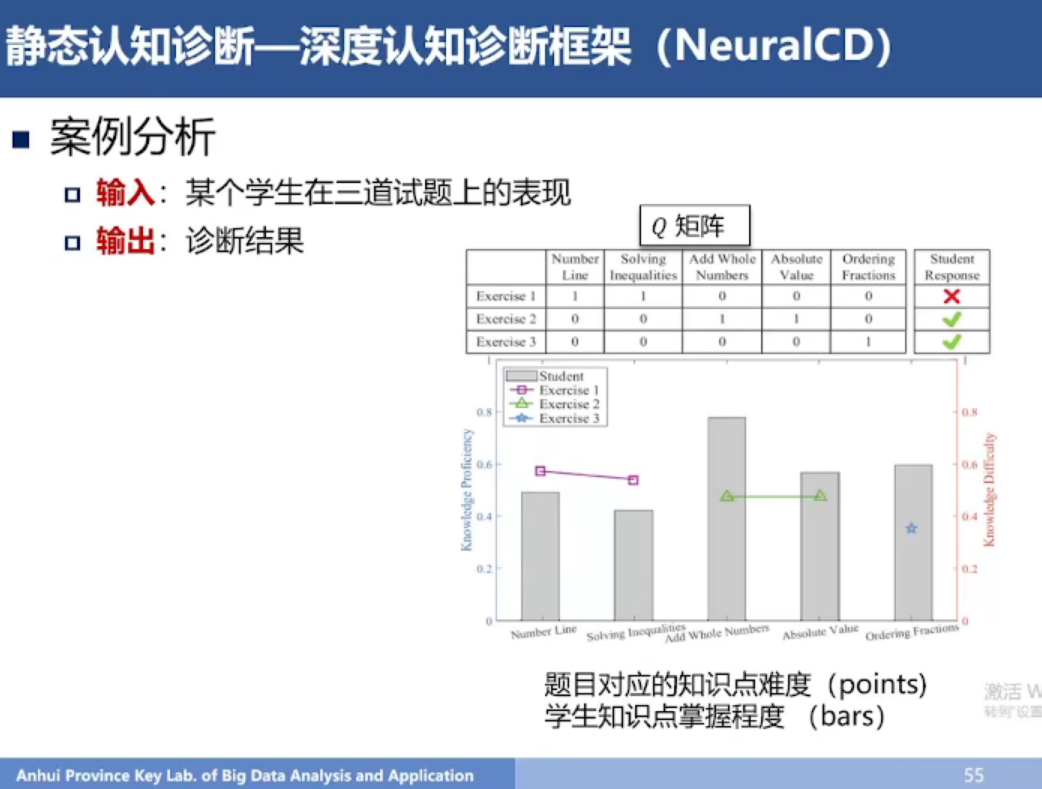 静态认知诊断—深度认知诊断框架（NeuralCD）
案例分析
输入：某个学生在三道试题上的表现
输出：诊断结果
Q 矩阵
Number Line Solving Inequalities Add Whole Numbers Absolute Value Ordering Fractions Student Response
Exercise 1 1 1 0 0 0
Exercise 2 0 0 1 1 0
Exercise 3 0 0 0 0 1
Student
Exercise 1
Exercise 2
Exercise 3
Knowledge Proficiency
1
0.8
0.6
0.4
0.2
0
Knowledge Difficulty
1
0.8
0.6
0.4
0.2
0
Number Line Solving Inequalities Add Whole Numbers Absolute Value Ordering Fractions
题目对应的知识点难度（points)
学生知识点掌握程度 （bars）
激活 W
转到"设置
Anhui Province Key Lab. of Big Data Analysis and Application
55